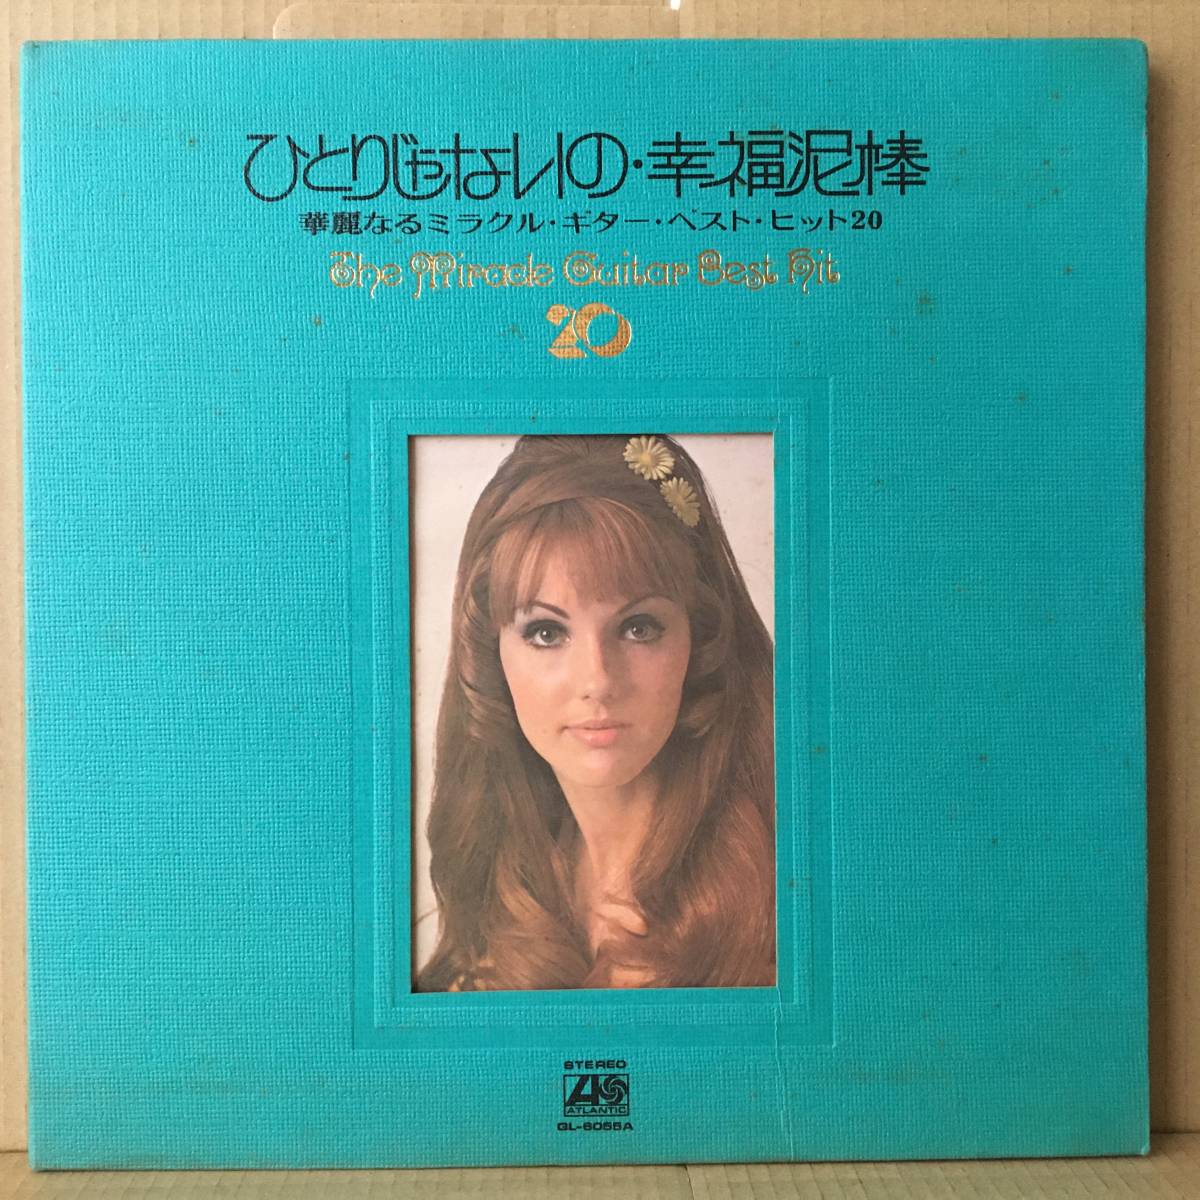 ひとりじゃないの・幸福泥棒
華麗なるミラクル・ギター・ベスト・ヒット20
The Miracle Guitar Best Hit
20
STEREO
ATLANTIC
GL-6055A